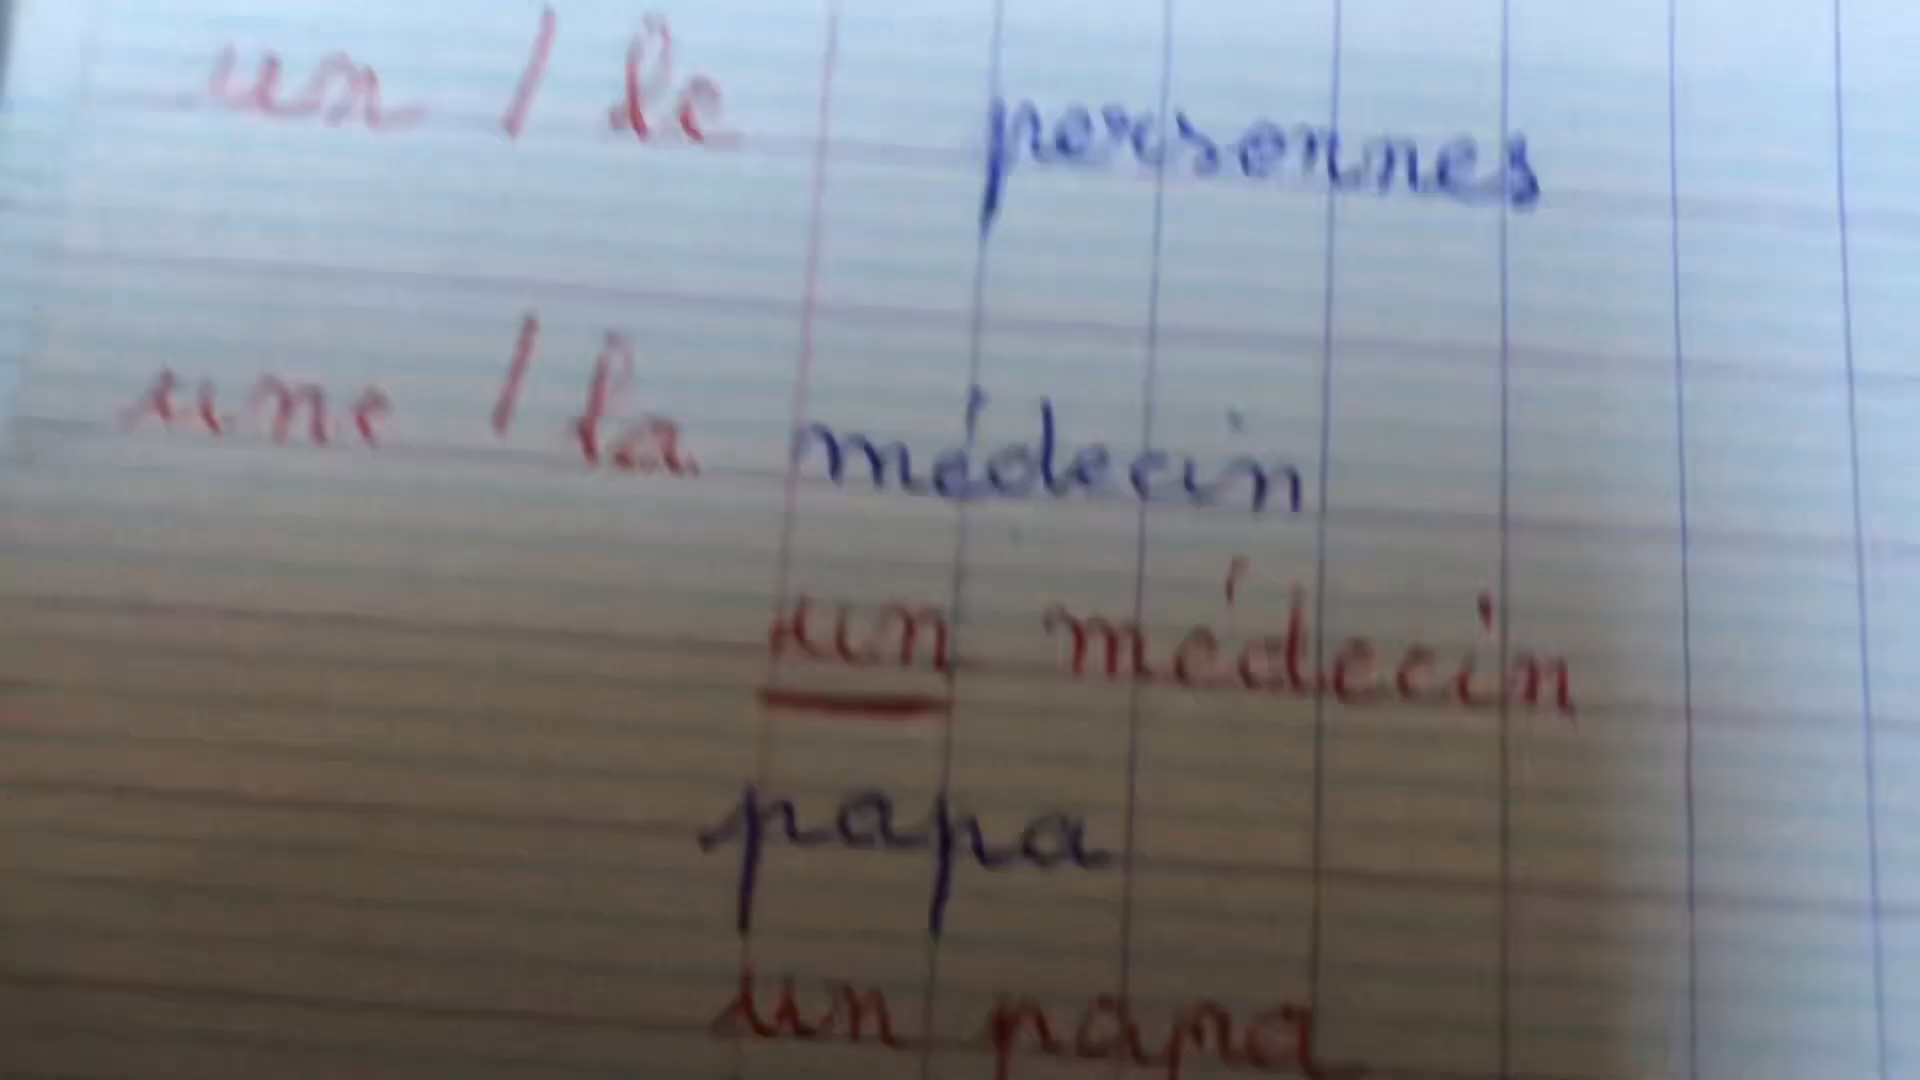 un / le personnes
une / la médecin
un médecin
papa
un papa